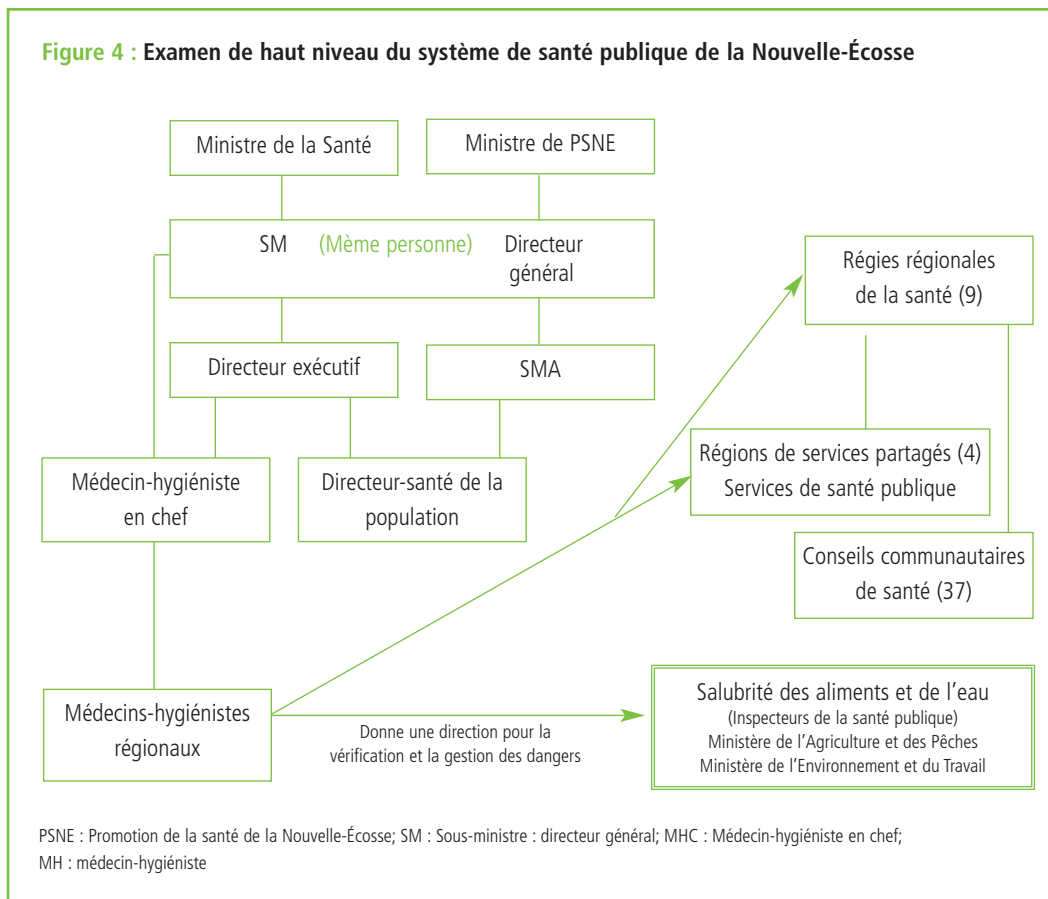 Figure 4 : Examen de haut niveau du système de santé publique de la Nouvelle-Écosse
Ministre de la Santé
Ministre de PSNE
SM (Mème personne) Directeur
général
Directeur exécutif
SMA
Médecin-hygiéniste
en chef
Directeur-santé de la
population
Régies régionales
de la santé (9)
Régions de services partagés (4)
Services de santé publique
Conseils communautaires
de santé (37)
Médecins-hygiénistes
régionaux
Donne une direction pour la
vérification et la gestion des dangers
Salubrité des aliments et de l'eau
(Inspecteurs de la santé publique)
Ministère de l'Agriculture et des Pêches
Ministère de l'Environnement et du Travail
PSNE : Promotion de la santé de la Nouvelle-Écosse; SM : Sous-ministre : directeur général; MHC : Médecin-hygiéniste en chef;
MH : médecin-hygiéniste